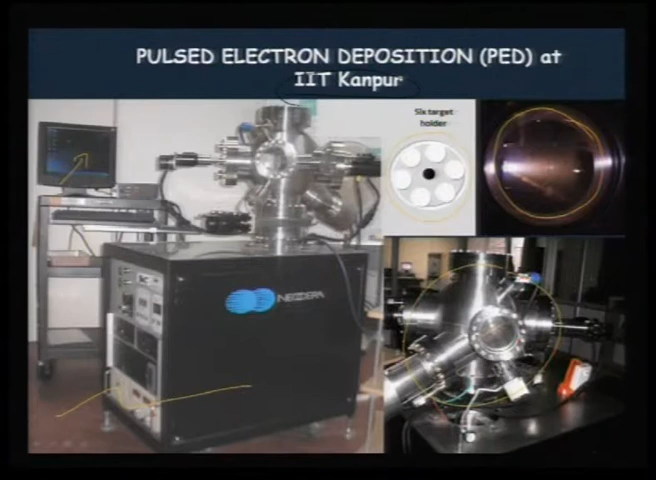 PULSED ELECTRON DEPOSITION (PED) at
IIT Kanpur
Six target
holder
NEOCERA